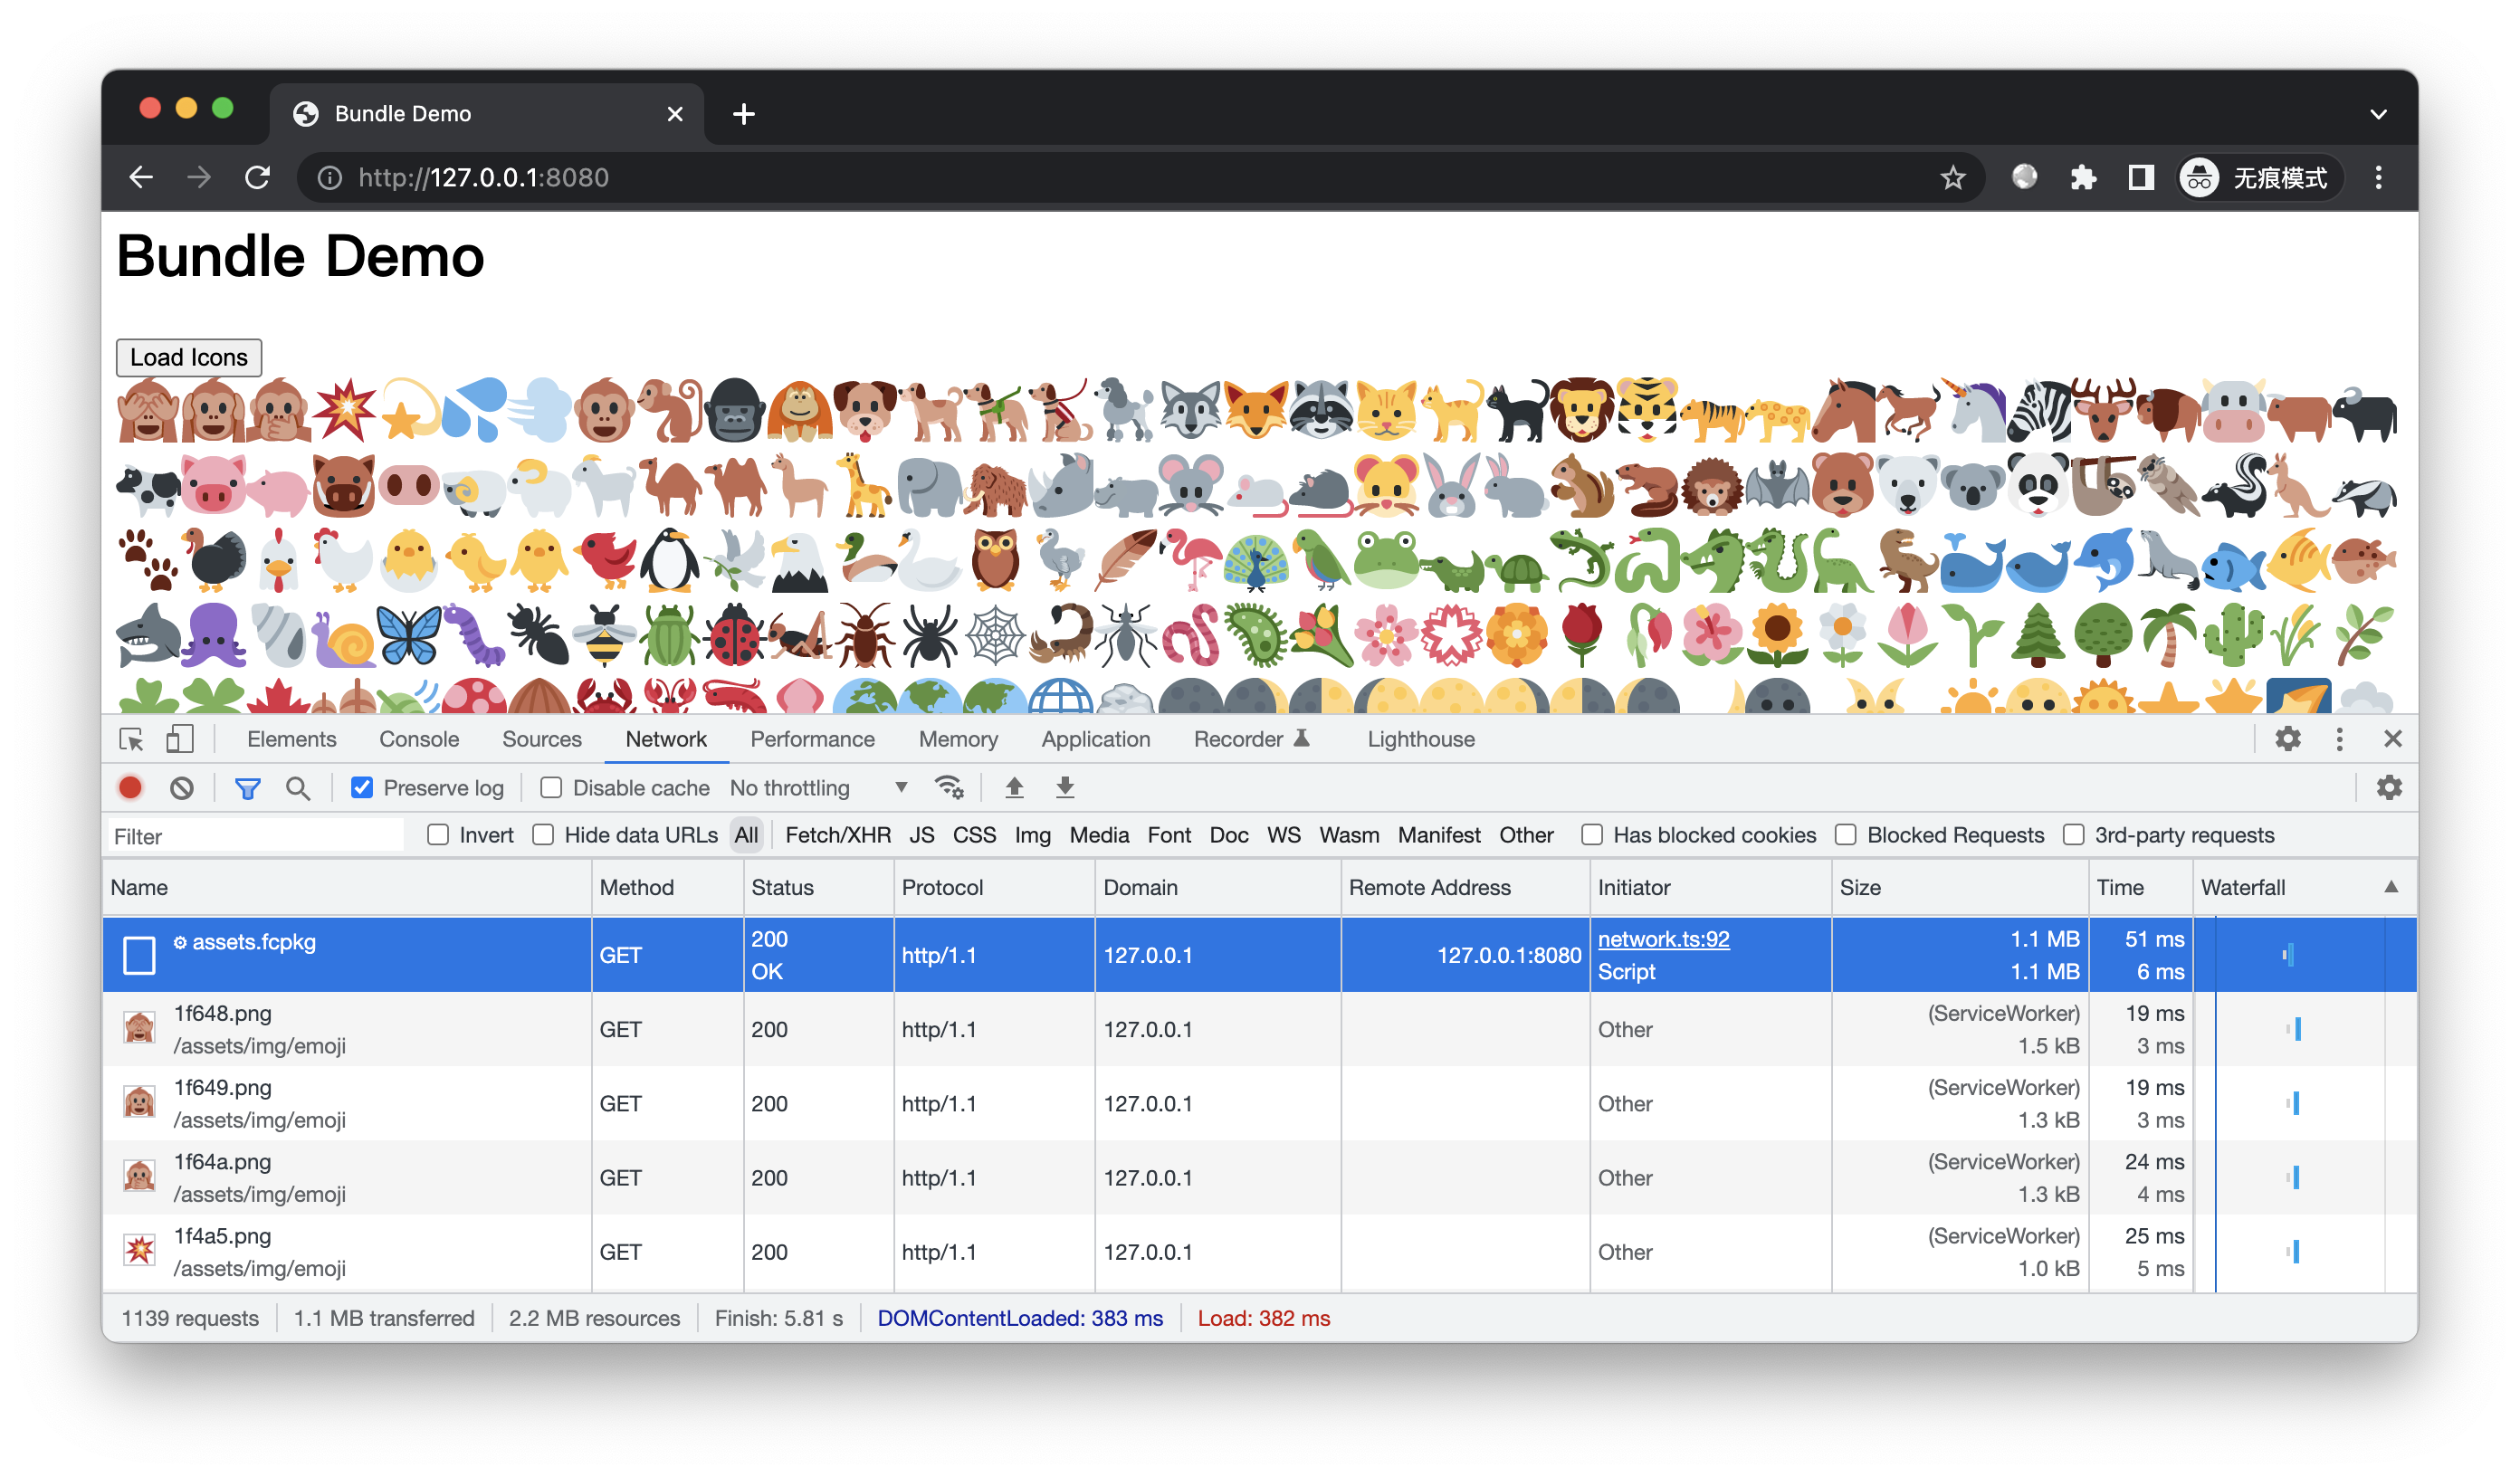 Bundle Demo
http://127.0.0.1:8080
无痕模式
Bundle Demo
Load Icons
Elements Console Sources Network Performance Memory Application Recorder Lighthouse
Preserve log Disable cache No throttling
Filter Invert Hide data URLs All Fetch/XHR JS CSS Img Media Font Doc WS Wasm Manifest Other Has blocked cookies Blocked Requests 3rd-party requests
Name Method Status Protocol Domain Remote Address Initiator Size Time Waterfall
assets.fcpkg GET 200 http/1.1 127.0.0.1 127.0.0.1:8080 network.ts:92 1.1 MB 51 ms
OK Script 1.1 MB 6 ms
1f648.png GET 200 http/1.1 127.0.0.1 Other (ServiceWorker) 19 ms
/assets/img/emoji 1.5 kB 3 ms
1f649.png GET 200 http/1.1 127.0.0.1 Other (ServiceWorker) 19 ms
/assets/img/emoji 1.3 kB 3 ms
1f64a.png GET 200 http/1.1 127.0.0.1 Other (ServiceWorker) 24 ms
/assets/img/emoji 1.3 kB 4 ms
1f4a5.png GET 200 http/1.1 127.0.0.1 Other (ServiceWorker) 25 ms
/assets/img/emoji 1.0 kB 5 ms
1139 requests 1.1 MB transferred 2.2 MB resources Finish: 5.81 s DOMContentLoaded: 383 ms Load: 382 ms